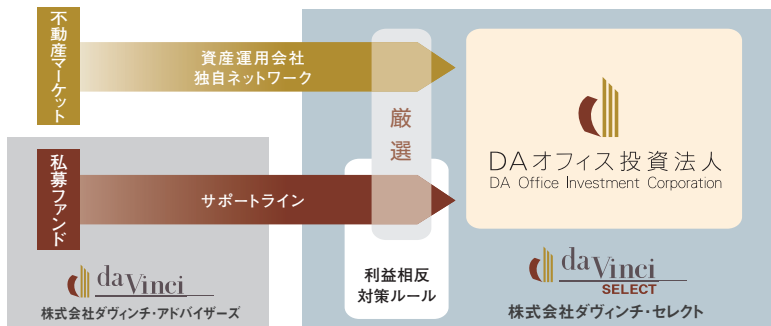 不動産マーケット
資産運用会社
独自ネットワーク
厳選
DAオフィス投資法人
DA Office Investment Corporation
私募ファンド
サポートライン
利益相反
対策ルール
daVinci
株式会社ダヴィンチ・アドバイザーズ
daVinci
SELECT
株式会社ダヴィンチ・セレクト